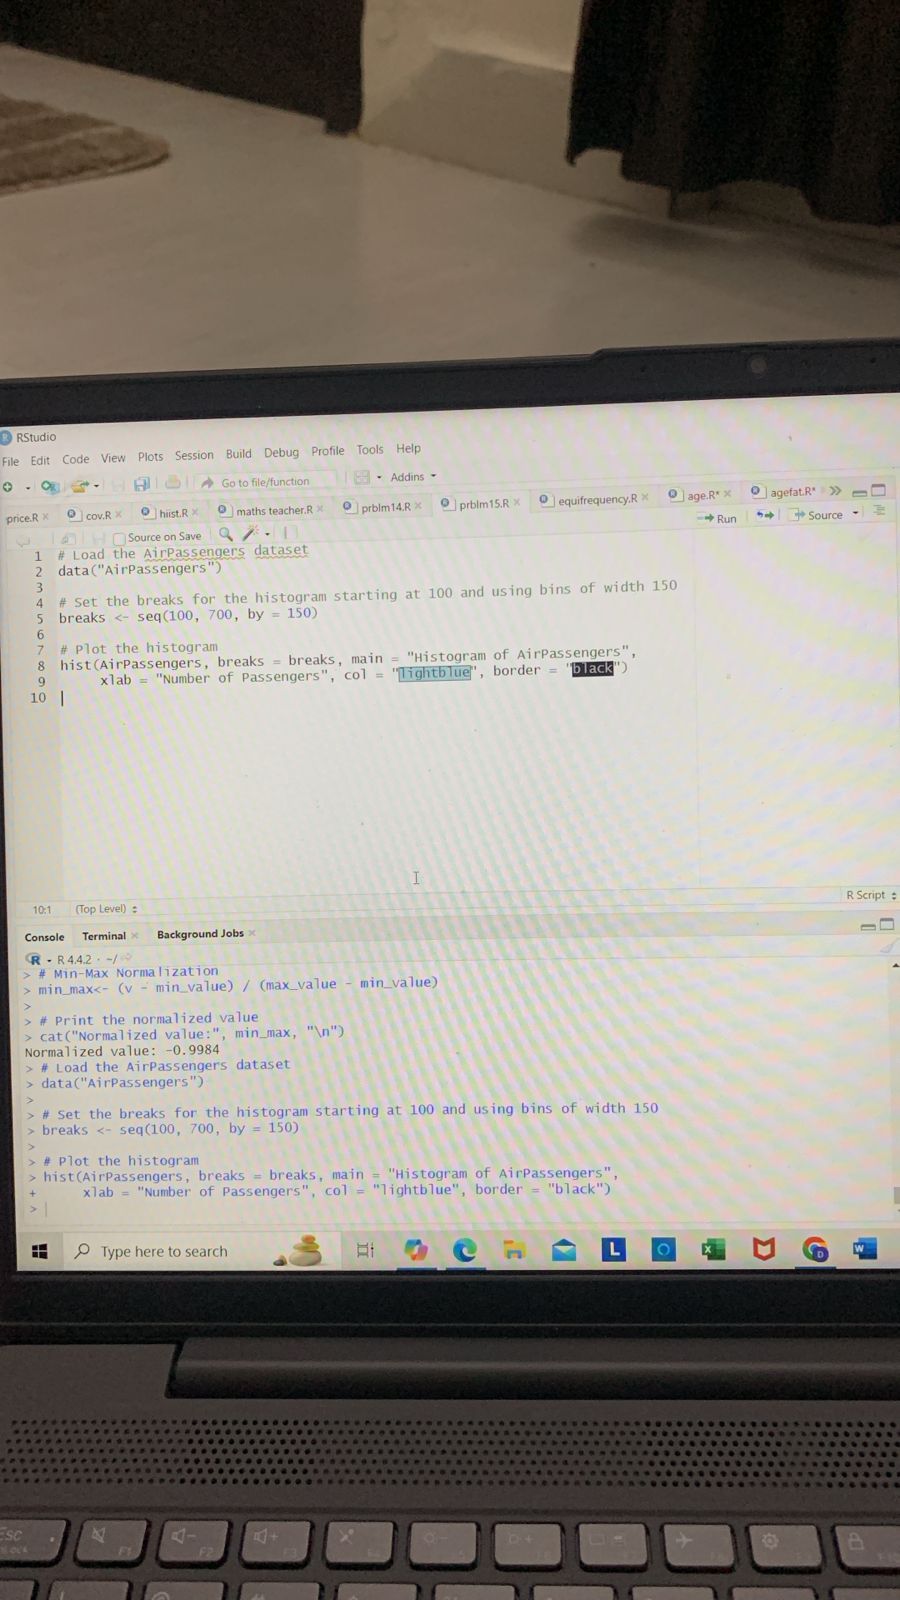 RStudio
File Edit Code View Plots Session Build Debug Profile Tools Help
Go to file/function Addins
price.R cov.R hiist.R maths teacher.R prblm14.R prblm15.R equifrequency.R age.R* agefat.R*
Source on Save Run Source
1 # Load the AirPassengers dataset
2 data("AirPassengers")
3
4 # Set the breaks for the histogram starting at 100 and using bins of width 150
5 breaks <- seq(100, 700, by = 150)
6
7 # Plot the histogram
8 hist(AirPassengers, breaks = breaks, main = "Histogram of AirPassengers",
9 xlab = "Number of Passengers", col = "lightblue", border = "black")
10
10:1 (Top Level) R Script
Console Terminal Background Jobs
R 4.4.2 · ~/
> # Min-Max Normalization
> min_max<- (v - min_value) / (max_value - min_value)
>
> # Print the normalized value
> cat("Normalized value:", min_max, "\n")
Normalized value: -0.9984
> # Load the AirPassengers dataset
> data("AirPassengers")
>
> # Set the breaks for the histogram starting at 100 and using bins of width 150
> breaks <- seq(100, 700, by = 150)
>
> # Plot the histogram
> hist(AirPassengers, breaks = breaks, main = "Histogram of AirPassengers",
+ xlab = "Number of Passengers", col = "lightblue", border = "black")
>
Type here to search
F1 F2